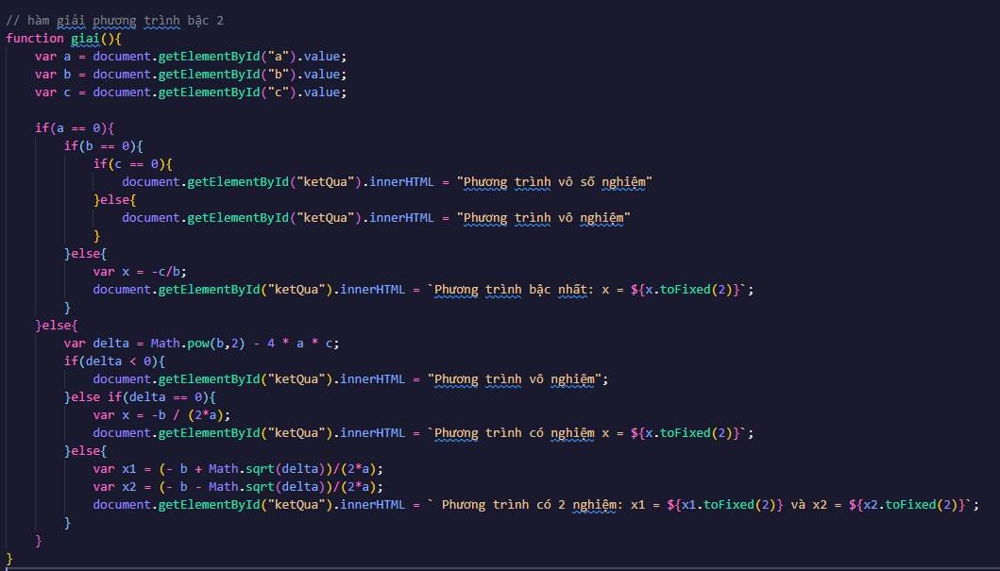 // hàm giải phương trình bậc 2
function giai(){
    var a = document.getElementById("a").value;
    var b = document.getElementById("b").value;
    var c = document.getElementById("c").value;

    if(a == 0){
        if(b == 0){
            if(c == 0){
                document.getElementById("ketQua").innerHTML = "Phương trình vô số nghiệm"
            }else{
                document.getElementById("ketQua").innerHTML = "Phương trình vô nghiệm"
            }
        }else{
            var x = -c/b;
            document.getElementById("ketQua").innerHTML = `Phương trình bậc nhất: x = ${x.toFixed(2)}`;
        }
    }else{
        var delta = Math.pow(b,2) - 4 * a * c;
        if(delta < 0){
            document.getElementById("ketQua").innerHTML = "Phương trình vô nghiệm";
        }else if(delta == 0){
            var x = -b / (2*a);
            document.getElementById("ketQua").innerHTML = `Phương trình có nghiệm x = ${x.toFixed(2)}`;
        }else{
            var x1 = (- b + Math.sqrt(delta))/(2*a);
            var x2 = (- b - Math.sqrt(delta))/(2*a);
            document.getElementById("ketQua").innerHTML = ` Phương trình có 2 nghiệm: x1 = ${x1.toFixed(2)} và x2 = ${x2.toFixed(2)}`;
        }
    }
}